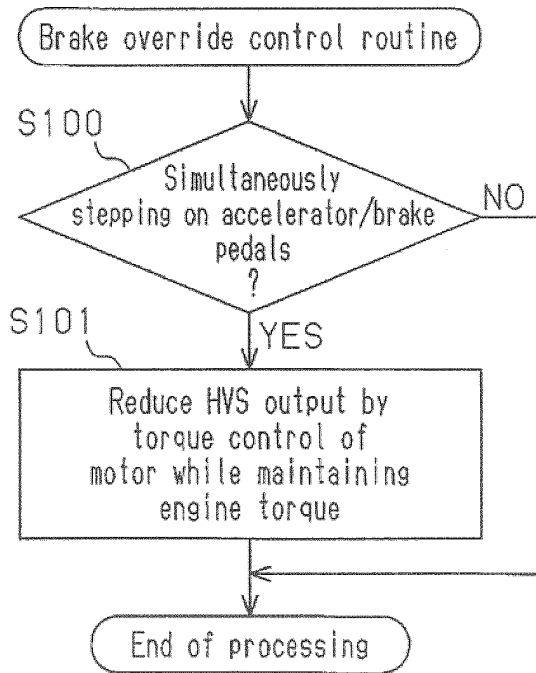 Brake override control routine
S100
Simultaneously
stepping on accelerator/brake
pedals
?
NO
S101
YES
Reduce HVS output by
torque control of
motor while maintaining
engine torque
End of processing